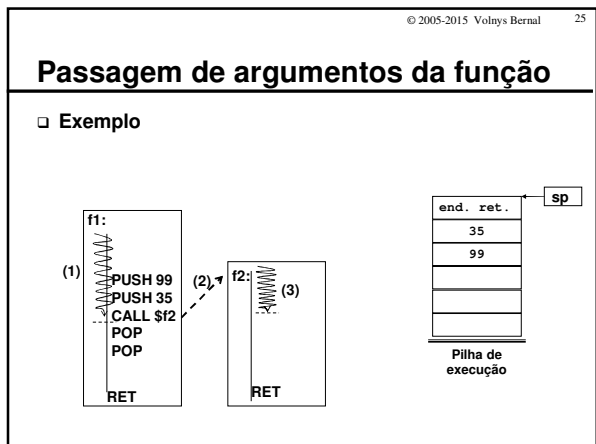 © 2005-2015 Volnys Bernal 25
Passagem de argumentos da função
Exemplo
f1:
(1)
PUSH 99
PUSH 35
CALL $f2
POP
POP
RET
(2)
f2:
(3)
RET
sp
end. ret.
35
99
Pilha de
execução